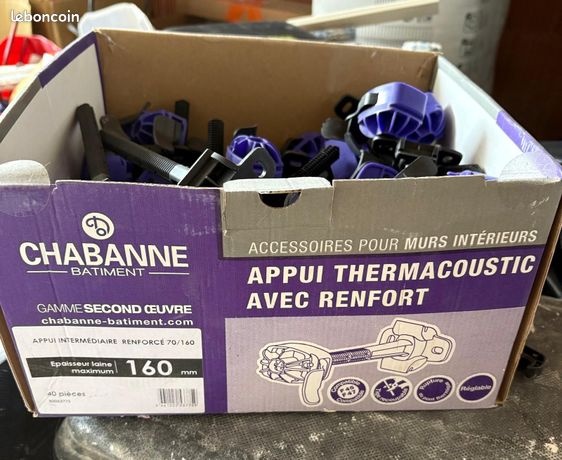 leboncoin
CHABANNE
BATIMENT
GAMME SECOND ŒUVRE
chabanne-batiment.com
ACCESSOIRES POUR MURS INTÉRIEURS
APPUI THERMACOUSTIC
AVEC RENFORT
APPUI INTERMÉDIAIRE RENFORCÉ 70/160
Epaisseur laine
maximum
160 mm
40 pièces
Réglable